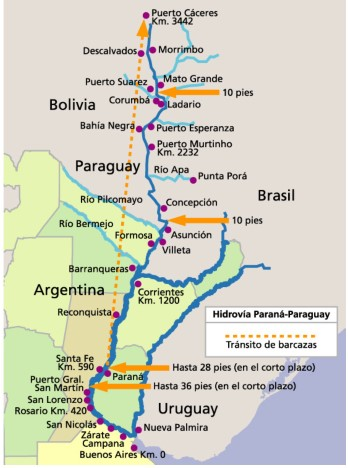 Puerto Cáceres
Km. 3442
Descalvados
Morrimbo
Puerto Suarez
Mato Grande
10 pies
Corumbá
Ladario
Bolivia
Bahía Negra
Puerto Esperanza
Puerto Murtinho
Km. 2232
Paraguay
Río Apa
Punta Porá
Río Pilcomayo
Concepción
Brasil
Río Bermejo
10 pies
Asunción
Formosa
Villeta
Barranqueras
Argentina
Corrientes
Km. 1200
Reconquista
Hidrovía Paraná-Paraguay
Tránsito de barcazas
Santa Fe
Km. 590
Hasta 28 pies (en el corto plazo)
Paraná
Puerto Gral.
San Martín
Hasta 36 pies (en el corto plazo)
San Lorenzo
Rosario Km. 420
Uruguay
San Nicolás
Nueva Palmira
Zárate
Campana
Buenos Aires Km. 0